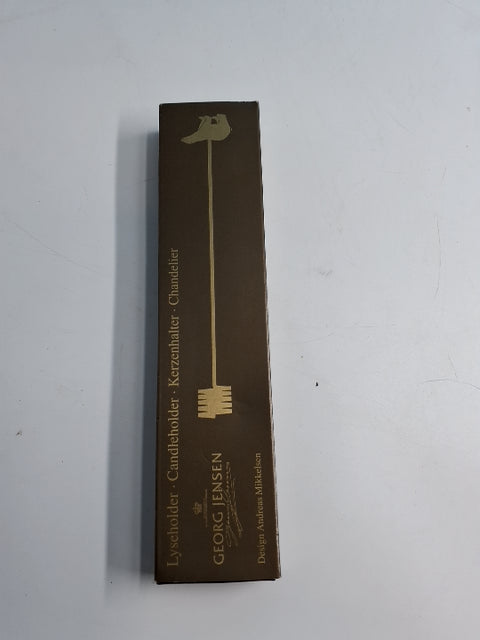 Lyseholder · Candleholder · Kerzenhalter · Chandelier
GEORG JENSEN
Design Andreas Mikkelsen